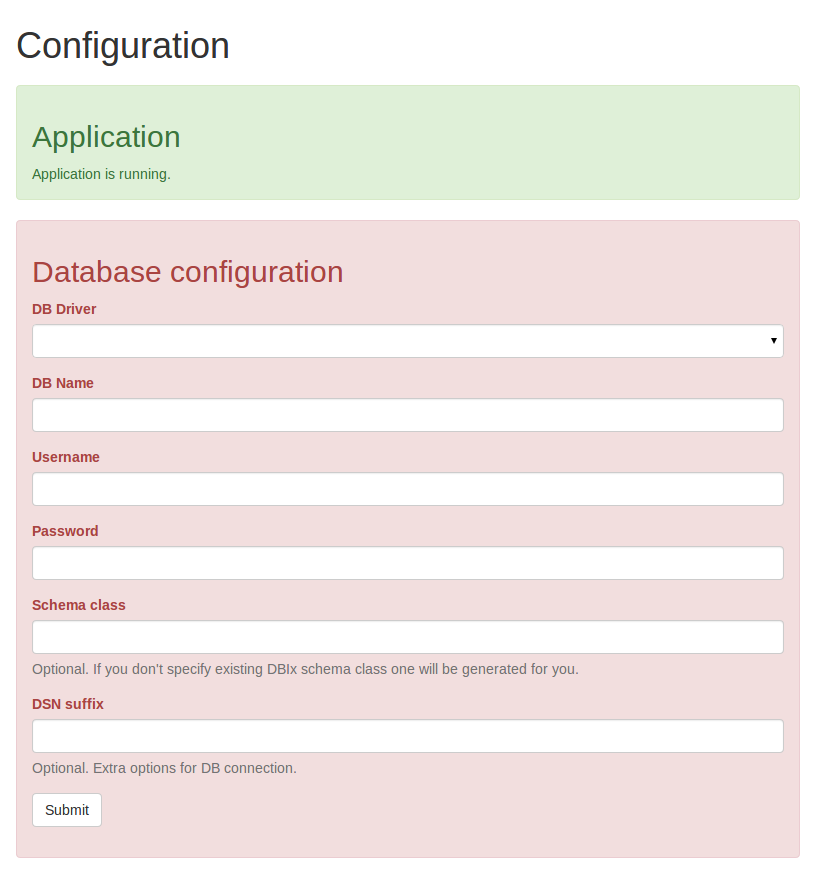 Configuration
Application
Application is running.
Database configuration
DB Driver
DB Name
Username
Password
Schema class
Optional. If you don't specify existing DBIx schema class one will be generated for you.
DSN suffix
Optional. Extra options for DB connection.
Submit